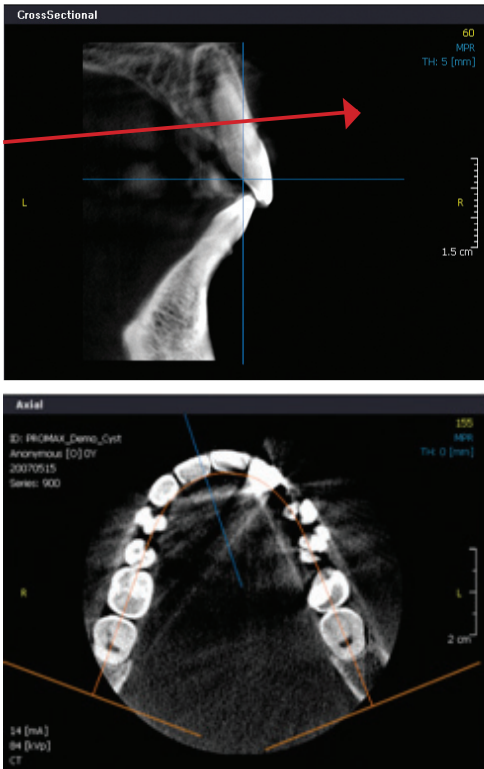 CrossSectional
60
MPR
TH: 5 [mm]
L
R
1.5 cm
Axial
155
MPR
TH: 0 [mm]
ID: PROMAX_Demo_Cyst
Anonymous [O] 0Y
20070515
Series: 900
R
L
2 cm
14 [mA]
84 [kVp]
CT